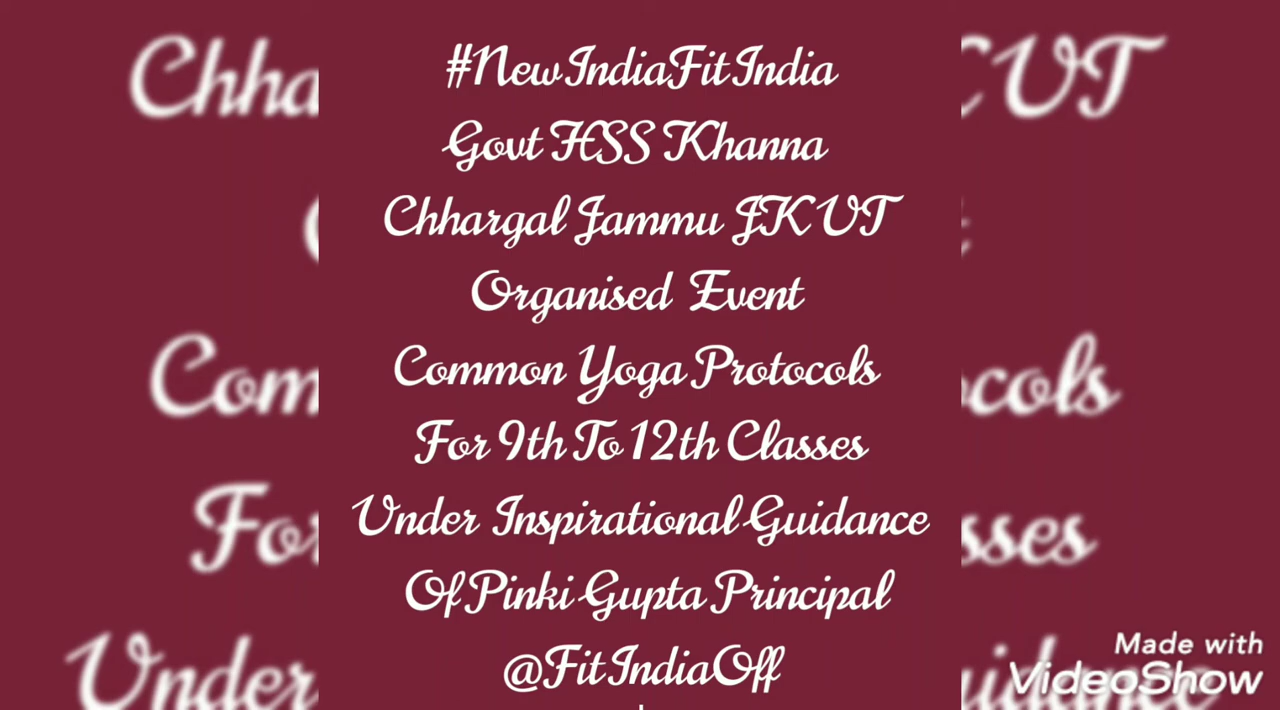 #NewIndiaFitIndia
Govt HSS Khanna
Chhargal Jammu JKUT
Organised Event
Common Yoga Protocols
For 9th To 12th Classes
Under Inspirational Guidance
Of Pinki Gupta Principal
@FitIndiaOff
Made with
VideoShow